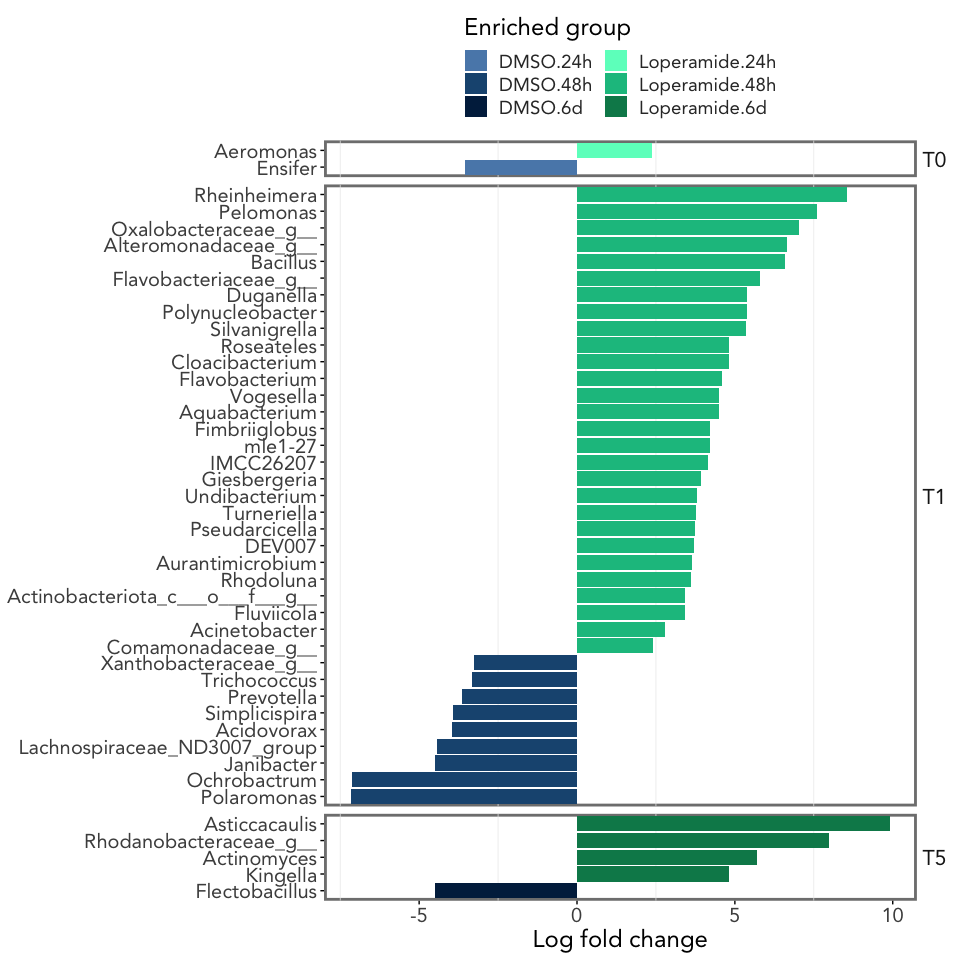 Enriched group
DMSO.24h Loperamide.24h
DMSO.48h Loperamide.48h
DMSO.6d Loperamide.6d
Aeromonas
Ensifer
T0
Rheinheimera
Pelomonas
Oxalobacteraceae_g__
Alteromonadaceae_g__
Bacillus
Flavobacteriaceae_g__
Duganella
Polynucleobacter
Silvanigrella
Roseateles
Cloacibacterium
Flavobacterium
Vogesella
Aquabacterium
Fimbriiglobus
mle1-27
IMCC26207
Giesbergeria
Undibacterium
Turneriella
Pseudarcicella
DEV007
Aurantimicrobium
Rhodoluna
Actinobacteriota_c___o___f___g__
Fluviicola
Acinetobacter
Comamonadaceae_g__
Xanthobacteraceae_g__
Trichococcus
Prevotella
Simplicispira
Acidovorax
Lachnospiraceae_ND3007_group
Janibacter
Ochrobactrum
Polaromonas
T1
Asticcacaulis
Rhodanobacteraceae_g__
Actinomyces
Kingella
Flectobacillus
T5
-5 0 5 10
Log fold change